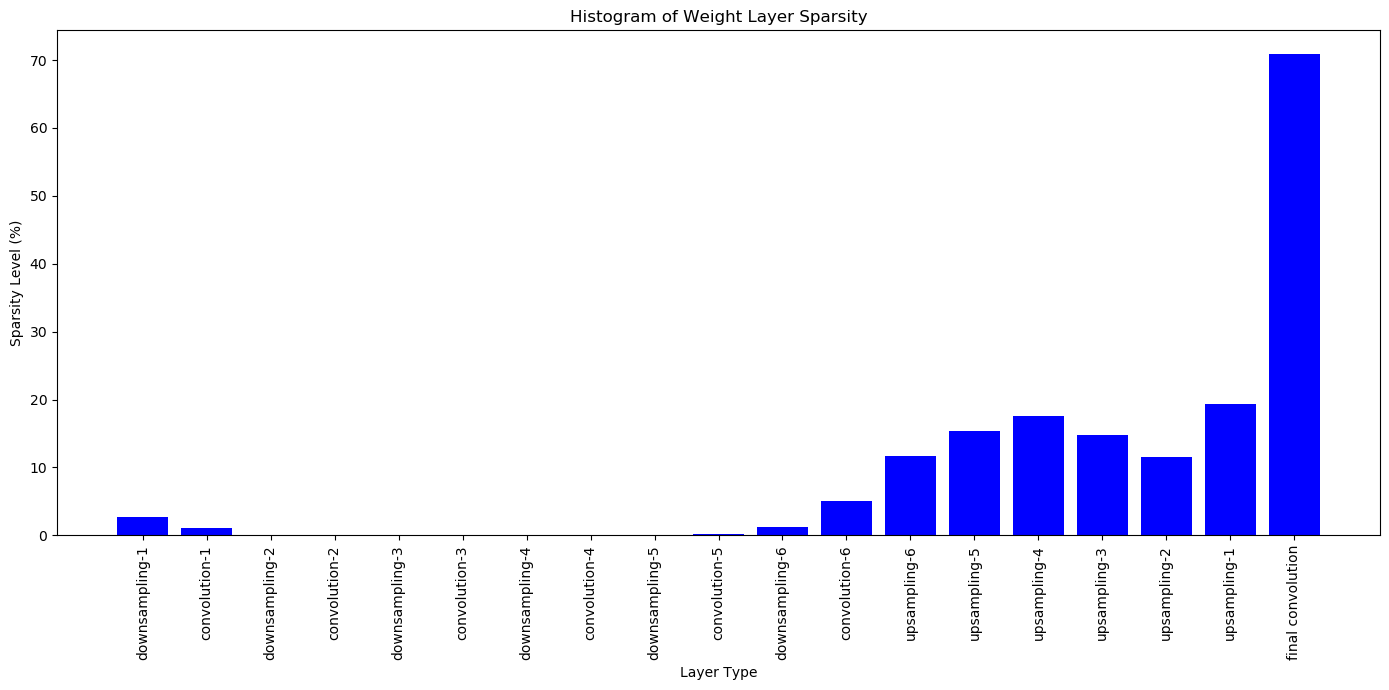 Histogram of Weight Layer Sparsity
Sparsity Level (%)
70
60
50
40
30
20
10
0
downsampling-1
convolution-1
downsampling-2
convolution-2
downsampling-3
convolution-3
downsampling-4
convolution-4
downsampling-5
convolution-5
downsampling-6
convolution-6
upsampling-6
upsampling-5
upsampling-4
upsampling-3
upsampling-2
upsampling-1
final convolution
Layer Type